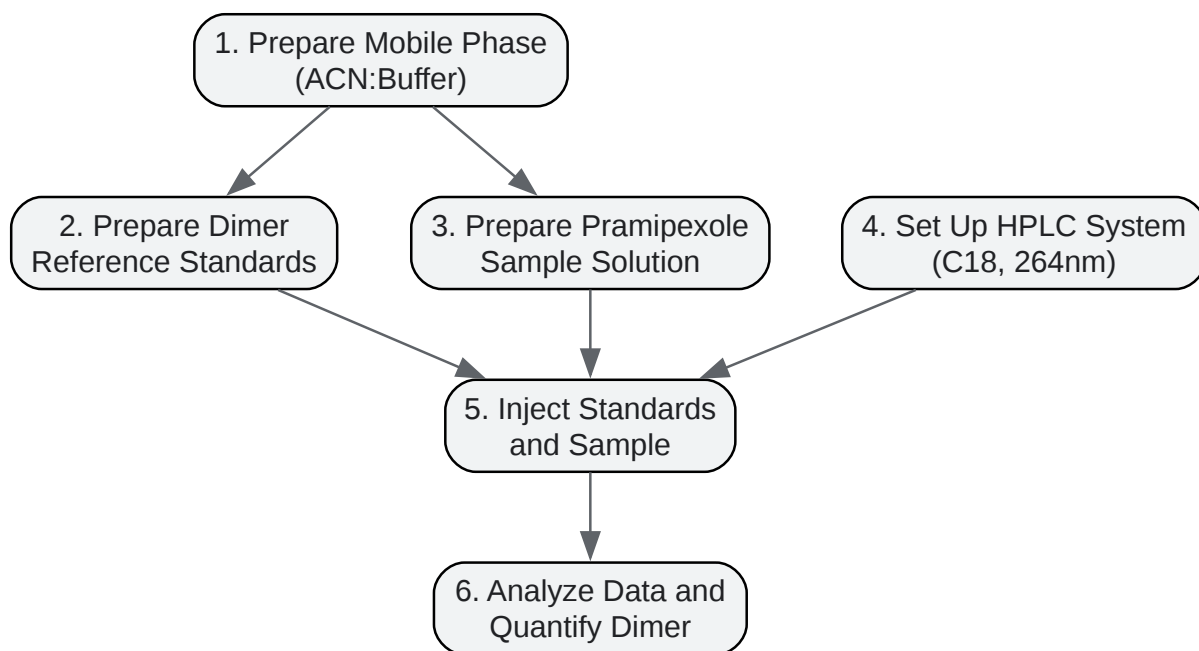 1. Prepare Mobile Phase
(ACN:Buffer)
2. Prepare Dimer
Reference Standards
3. Prepare Pramipexole
Sample Solution
4. Set Up HPLC System
(C18, 264nm)
5. Inject Standards
and Sample
6. Analyze Data and
Quantify Dimer